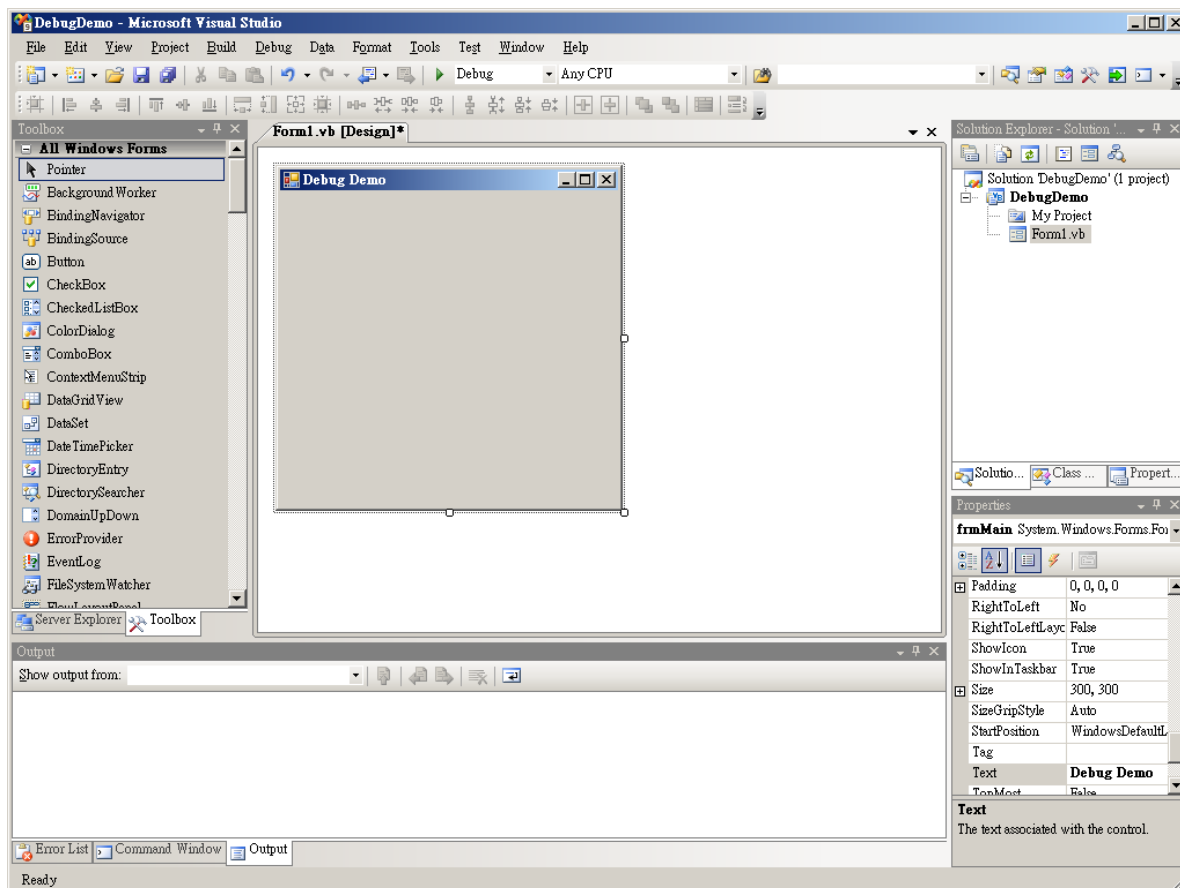 DebugDemo - Microsoft Visual Studio
File Edit View Project Build Debug Data Format Tools Test Window Help
Debug Any CPU
Toolbox
All Windows Forms
Pointer
BackgroundWorker
BindingNavigator
BindingSource
Button
CheckBox
CheckedListBox
ColorDialog
ComboBox
ContextMenuStrip
DataGridView
DataSet
DateTimePicker
DirectoryEntry
DirectorySearcher
DomainUpDown
ErrorProvider
EventLog
FileSystemWatcher
FlowLayoutPanel
Server Explorer Toolbox
Form1.vb [Design]*
Debug Demo
Solution Explorer - Solution '...
Solution 'DebugDemo' (1 project)
DebugDemo
My Project
Form1.vb
Solutio... Class ... Propert...
Properties
frmMain System.Windows.Forms.For
Padding 0, 0, 0, 0
RightToLeft No
RightToLeftLayc False
ShowIcon True
ShowInTaskbar True
Size 300, 300
SizeGripStyle Auto
StartPosition WindowsDefaultL
Tag
Text Debug Demo
TopMost False
Text
The text associated with the control.
Output
Show output from:
Error List Command Window Output
Ready